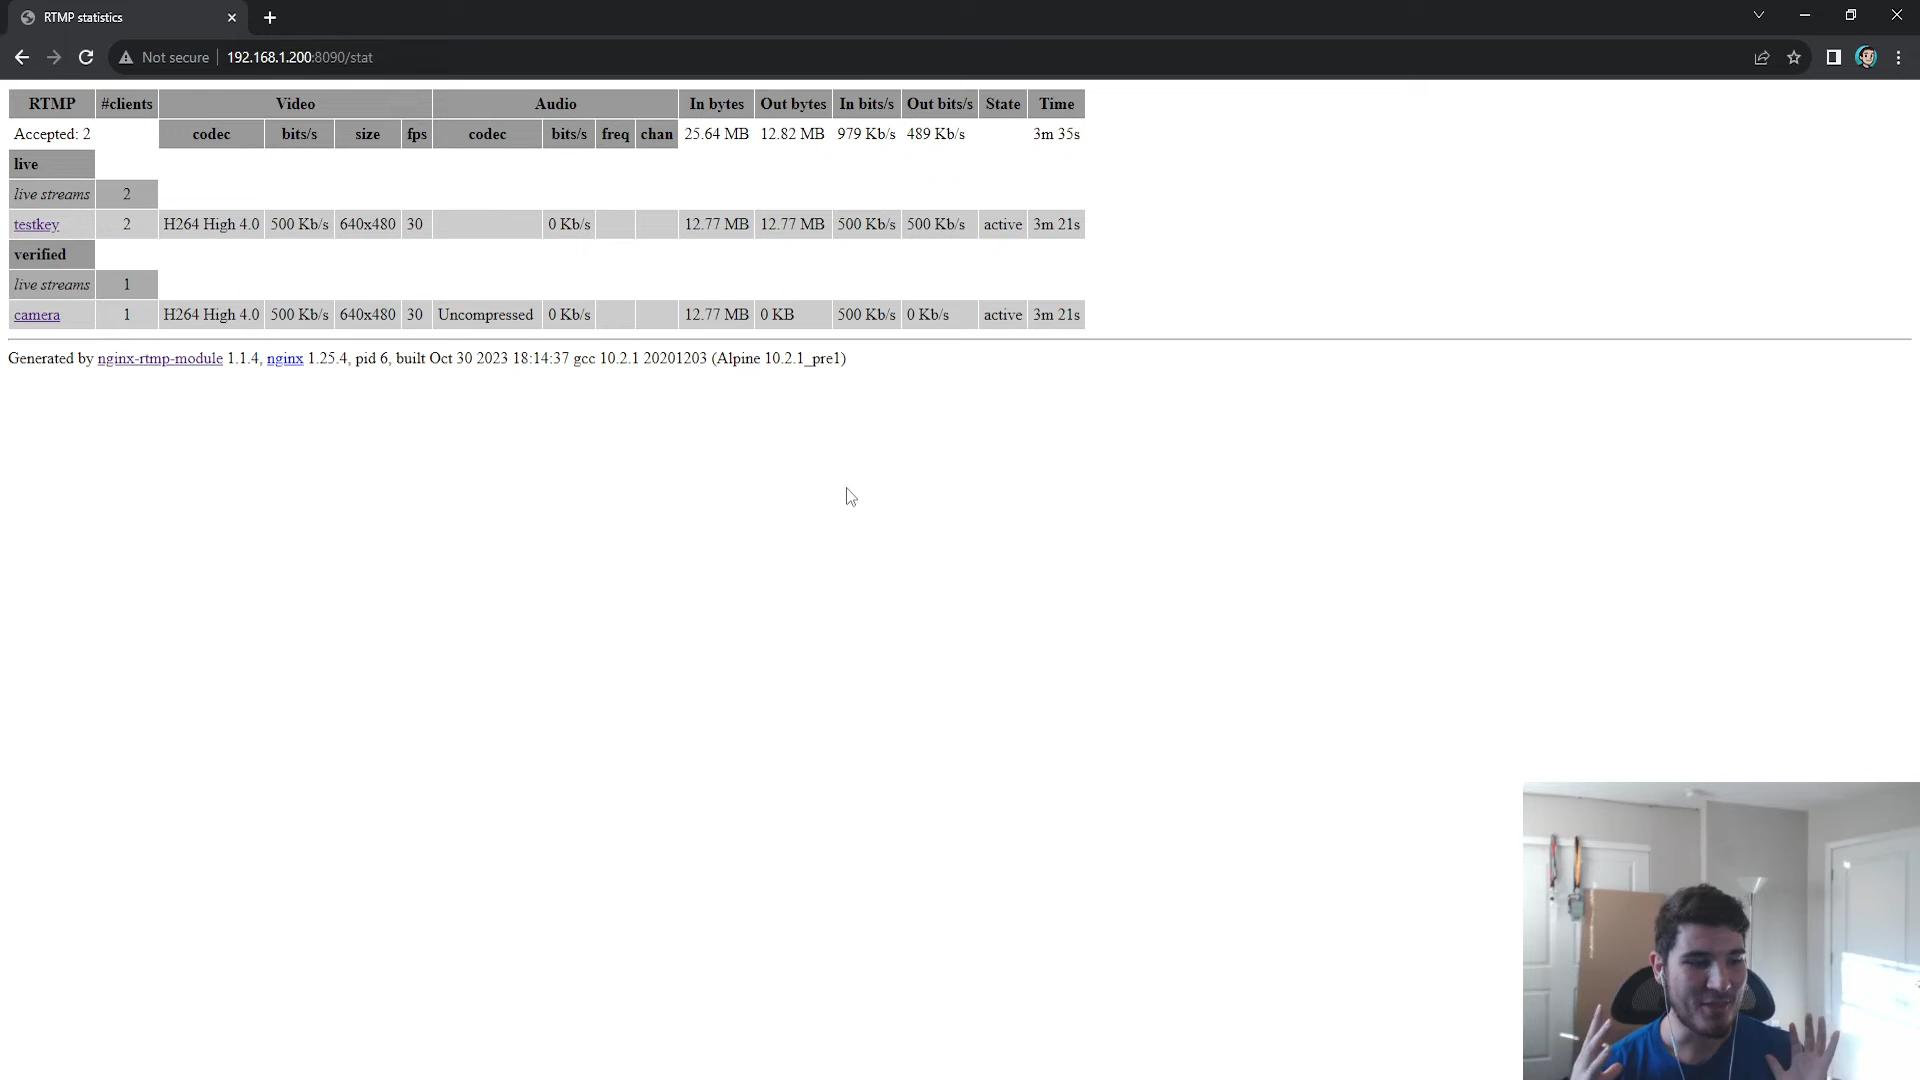 RTMP statistics
Not secure 192.168.1.200:8090/stat
RTMP #clients Video Audio In bytes Out bytes In bits/s Out bits/s State Time
Accepted: 2 codec bits/s size fps codec bits/s freq chan 25.64 MB 12.82 MB 979 Kb/s 489 Kb/s 3m 35s
live
live streams 2
testkey 2 H264 High 4.0 500 Kb/s 640x480 30 0 Kb/s 12.77 MB 12.77 MB 500 Kb/s 500 Kb/s active 3m 21s
verified
live streams 1
camera 1 H264 High 4.0 500 Kb/s 640x480 30 Uncompressed 0 Kb/s 12.77 MB 0 KB 500 Kb/s 0 Kb/s active 3m 21s
Generated by nginx-rtmp-module 1.1.4, nginx 1.25.4, pid 6, built Oct 30 2023 18:14:37 gcc 10.2.1 20201203 (Alpine 10.2.1_pre1)